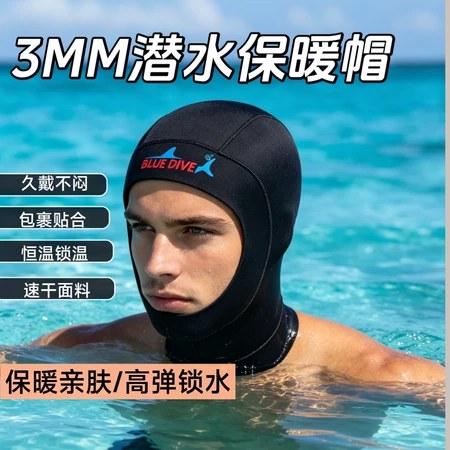 3MM潜水保暖帽
BLUE DIVE
久戴不闷
包裹贴合
恒温锁温
速干面料
保暖亲肤/高弹锁水